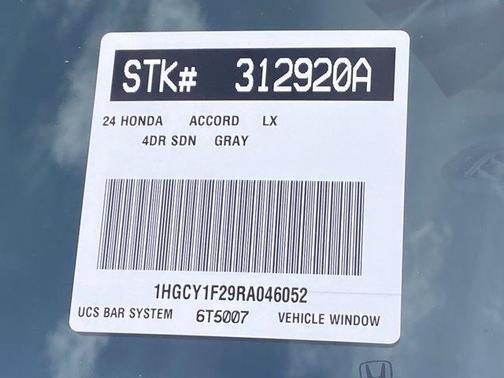 STK# 312920A
24 HONDA ACCORD LX
4DR SDN GRAY
1HGCY1F29RA046052
UCS BAR SYSTEM 6T5007 VEHICLE WINDOW